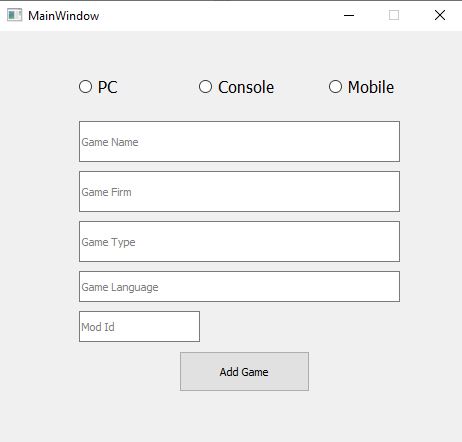 MainWindow
PC Console Mobile
Game Name
Game Firm
Game Type
Game Language
Mod Id
Add Game